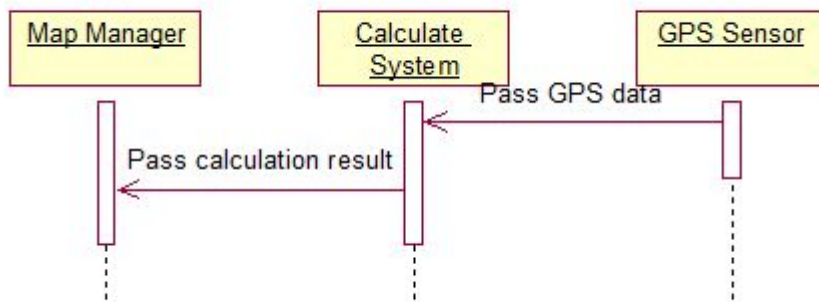 Map Manager
Calculate
System
GPS Sensor
Pass GPS data
Pass calculation result